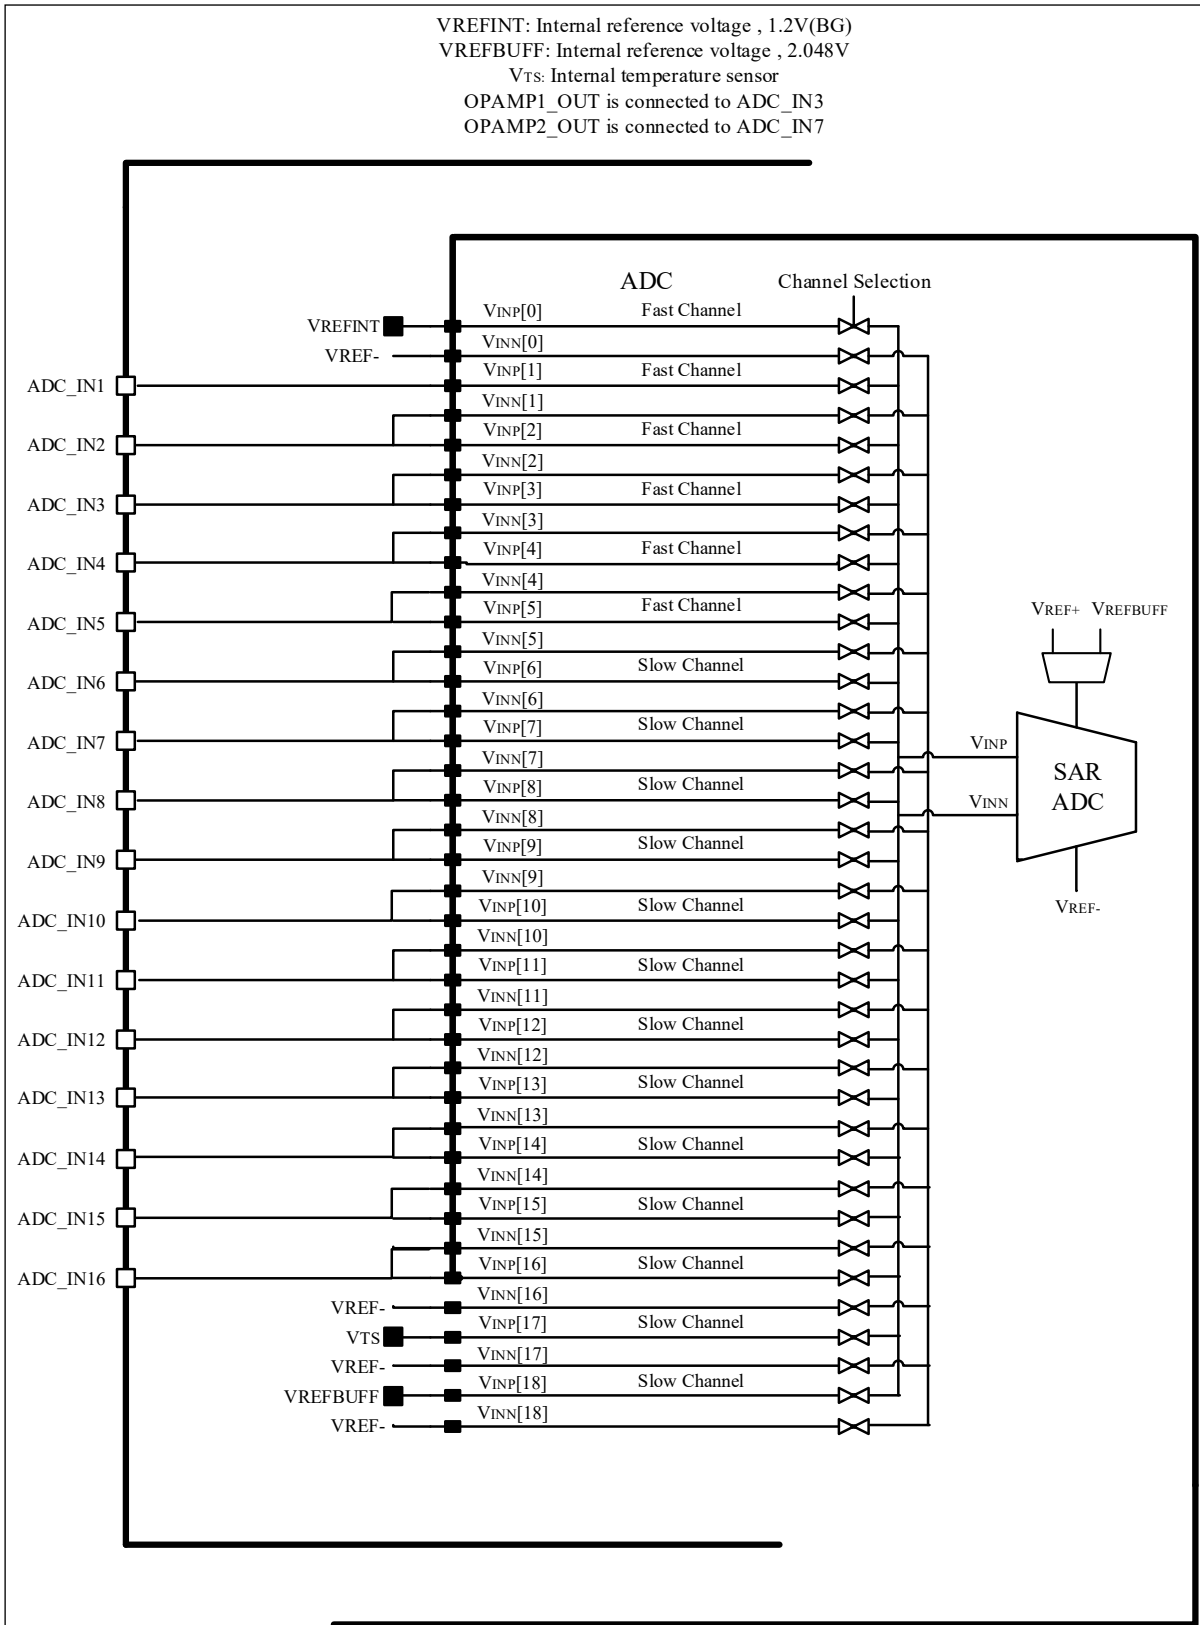 VREFINT: Internal reference voltage , 1.2V(BG)
VREFBUFF: Internal reference voltage , 2.048V
VTS: Internal temperature sensor
OPAMP1_OUT is connected to ADC_IN3
OPAMP2_OUT is connected to ADC_IN7
ADC Channel Selection
VREFINT VINP[0] Fast Channel
VREF- VINN[0]
ADC_IN1 VINP[1] Fast Channel
VINN[1]
ADC_IN2 VINP[2] Fast Channel
VINN[2]
ADC_IN3 VINP[3] Fast Channel
VINN[3]
ADC_IN4 VINP[4] Fast Channel
VINN[4]
ADC_IN5 VINP[5] Fast Channel
VREF+ VREFBUFF
VINN[5]
ADC_IN6 VINP[6] Slow Channel
VINN[6]
ADC_IN7 VINP[7] Slow Channel
VINP
VINN[7]
SAR
ADC
ADC_IN8 VINP[8] Slow Channel
VINN
VINN[8]
ADC_IN9 VINP[9] Slow Channel
VINN[9]
VREF-
ADC_IN10 VINP[10] Slow Channel
VINN[10]
ADC_IN11 VINP[11] Slow Channel
VINN[11]
ADC_IN12 VINP[12] Slow Channel
VINN[12]
ADC_IN13 VINP[13] Slow Channel
VINN[13]
ADC_IN14 VINP[14] Slow Channel
VINN[14]
ADC_IN15 VINP[15] Slow Channel
VINN[15]
ADC_IN16 VINP[16] Slow Channel
VREF- VINN[16]
VTS VINP[17] Slow Channel
VREF- VINN[17]
VREFBUFF VINP[18] Slow Channel
VREF- VINN[18]